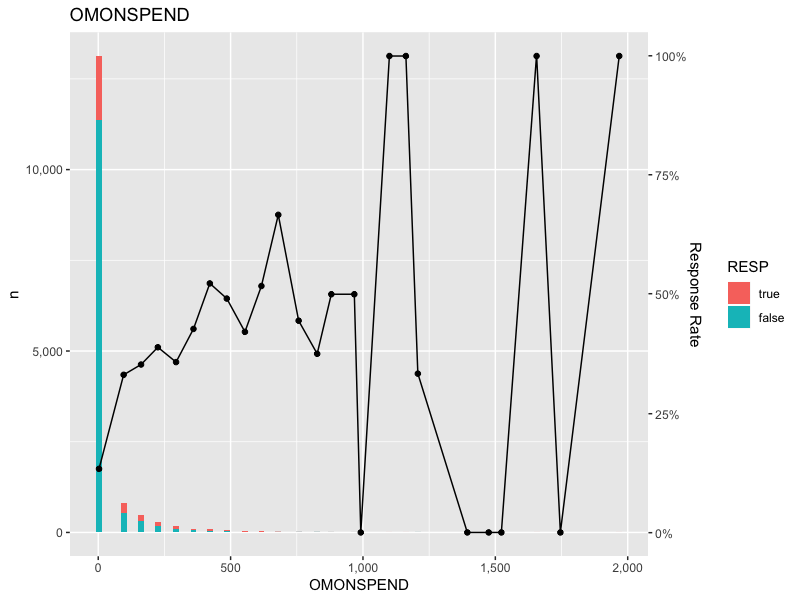 OMONSPEND
10,000
5,000
0
n
100%
75%
50%
25%
0%
Response Rate
0
500
1,000
1,500
2,000
OMONSPEND
RESP
true
false